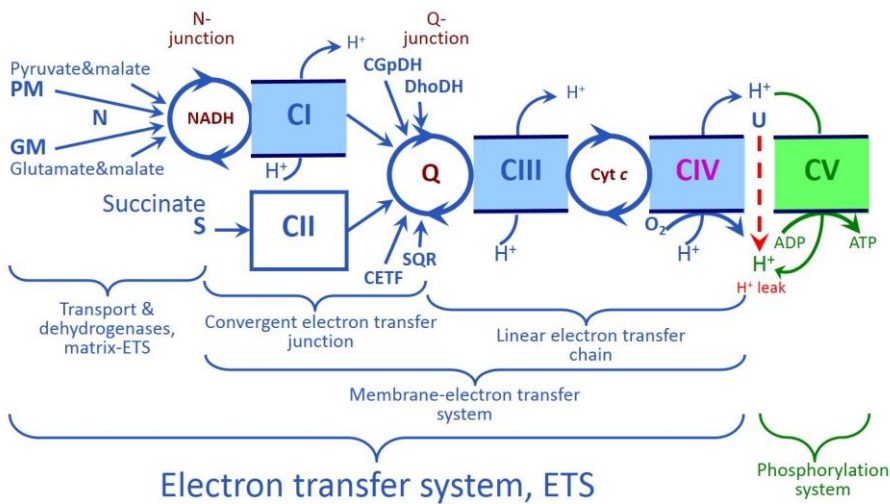 N-
junction
Q-
junction
H⁺
CGpDH
DhoDH
Pyruvate&malate
PM
N
GM
Glutamate&malate
NADH
CI
H⁺
Succinate
S
CII
Q
CETF
SQR
CIII
H⁺
H⁺
Cyt c
CIV
O₂
H⁺
H⁺
U
H⁺
H⁺ leak
CV
ADP
ATP
Transport &
dehydrogenases,
matrix-ETS
Convergent electron transfer
junction
Linear electron transfer
chain
Membrane-electron transfer
system
Electron transfer system, ETS
Phosphorylation
system